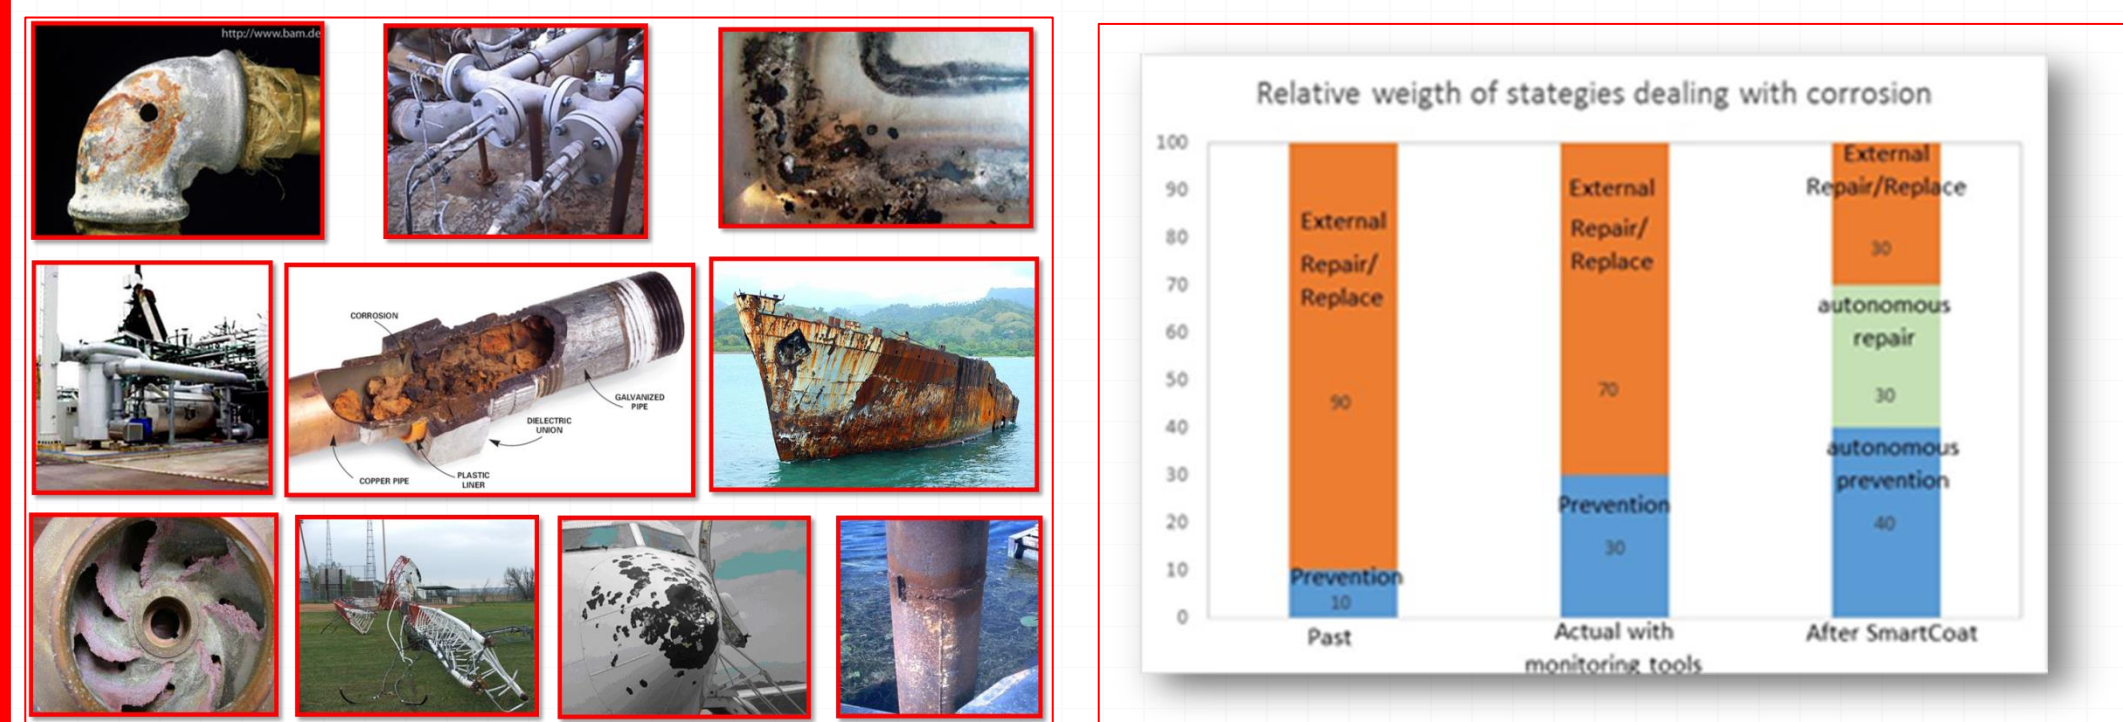 http://www.bam.de
CORROSION
GALVANIZED
PIPE
DIELECTRIC
UNION
PLASTIC
LINER
COPPER PIPE
Relative weigth of stategies dealing with corrosion
100
90
80
70
60
50
40
30
20
10
0
External
Repair/
Replace
90
Prevention
10
External
Repair/
Replace
70
Prevention
30
External
Repair/Replace
30
autonomous
repair
30
autonomous
prevention
40
Past
Actual with
monitoring tools
After SmartCoat